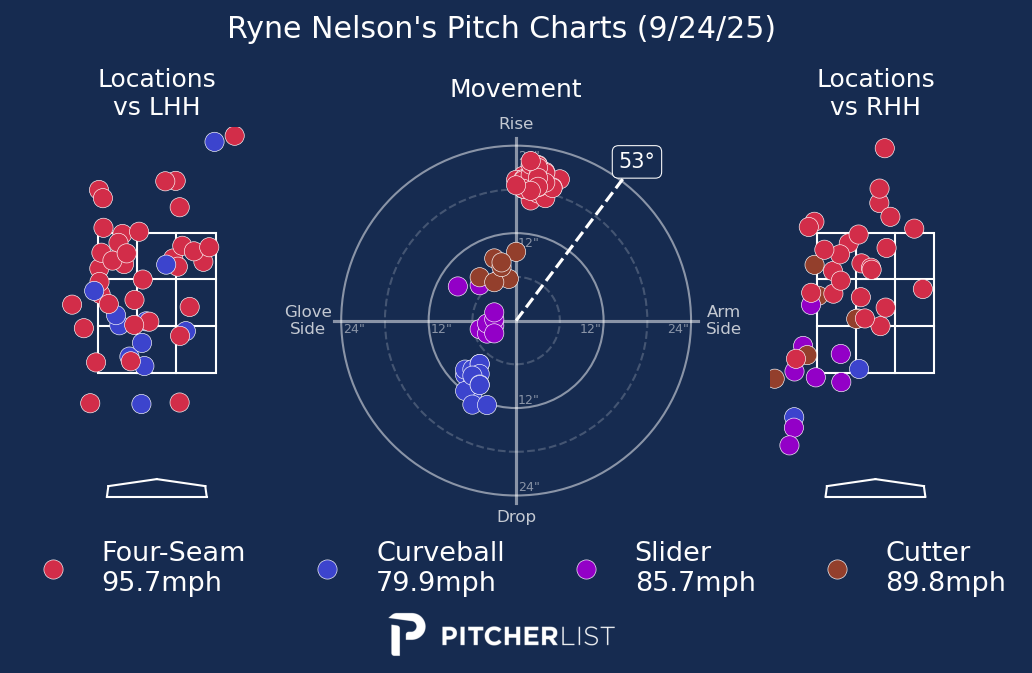 Ryne Nelson's Pitch Charts (9/24/25)
Locations
vs LHH
Movement
Locations
vs RHH
Rise
53°
12"
Glove
Side
24"
12"
12"
24"
Arm
Side
12"
24"
Drop
Four-Seam
95.7mph
Curveball
79.9mph
Slider
85.7mph
Cutter
89.8mph
PITCHERLIST